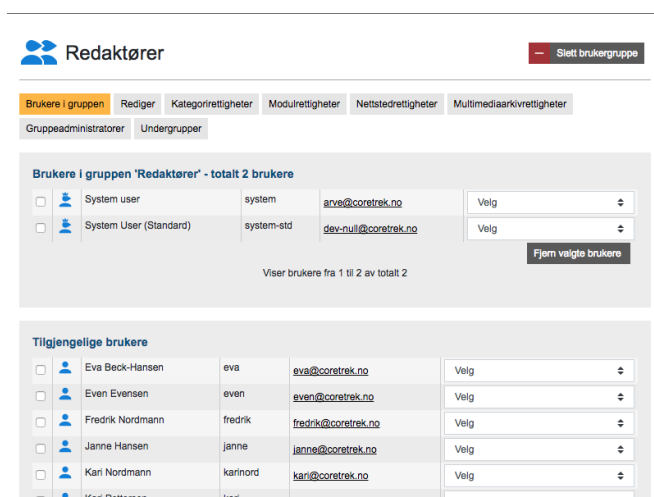 Redaktører
Slett brukergruppe
Brukere i gruppen Rediger Kategorirettigheter Modulrettigheter Nettstedrettigheter Multimediaarkivrettigheter
Gruppeadministratorer Undergrupper
Brukere i gruppen 'Redaktører' - totalt 2 brukere
System user system arve@coretrek.no Velg
System User (Standard) system-std dev-null@coretrek.no Velg
Fjern valgte brukere
Viser brukere fra 1 til 2 av totalt 2
Tilgjengelige brukere
Eva Beck-Hansen eva eva@coretrek.no Velg
Even Evensen even even@coretrek.no Velg
Fredrik Nordmann fredrik fredrik@coretrek.no Velg
Janne Hansen janne janne@coretrek.no Velg
Kari Nordmann karinord kari@coretrek.no Velg